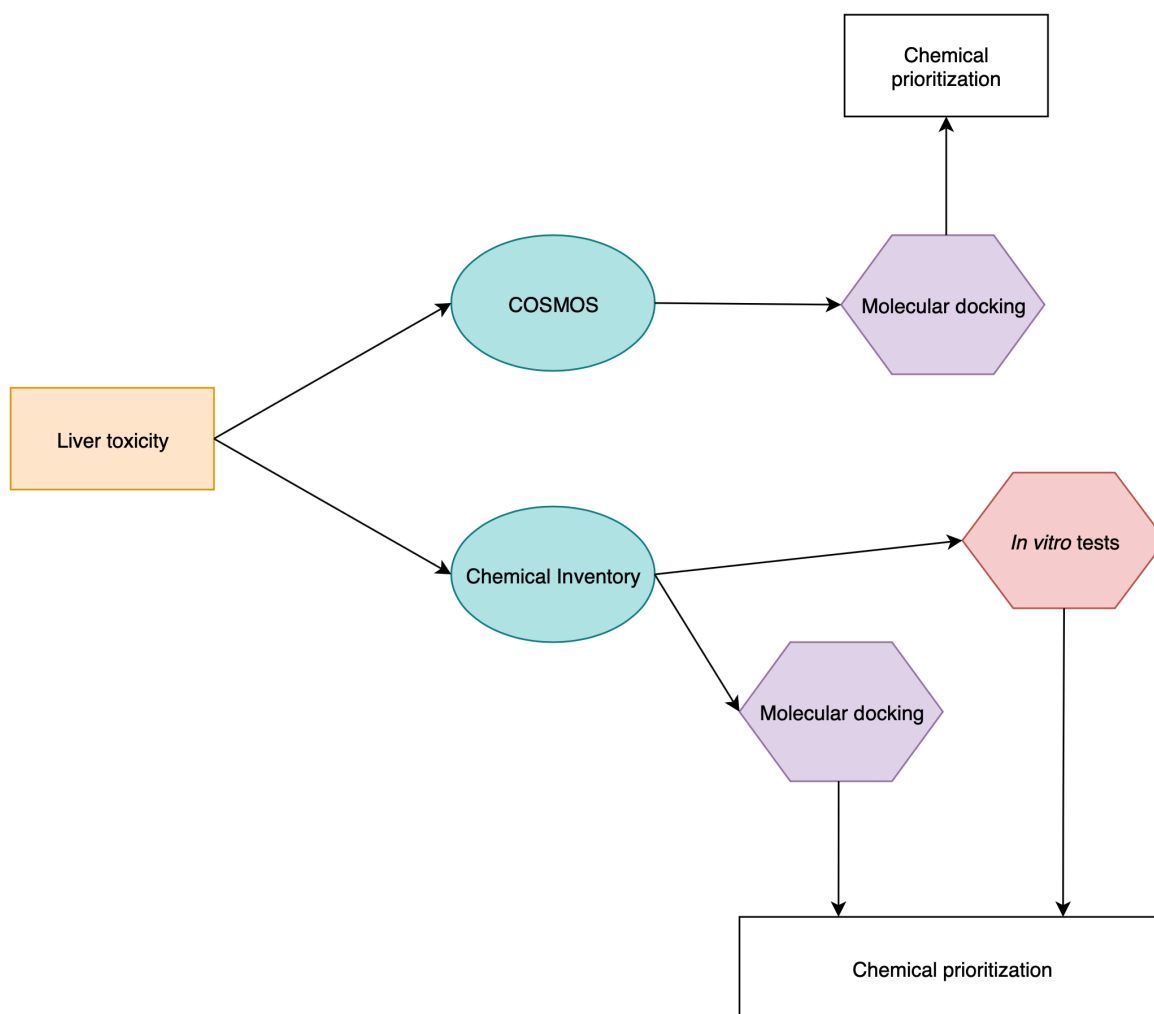 Chemical
prioritization
COSMOS
Molecular docking
Liver toxicity
In vitro tests
Chemical Inventory
Molecular docking
Chemical prioritization